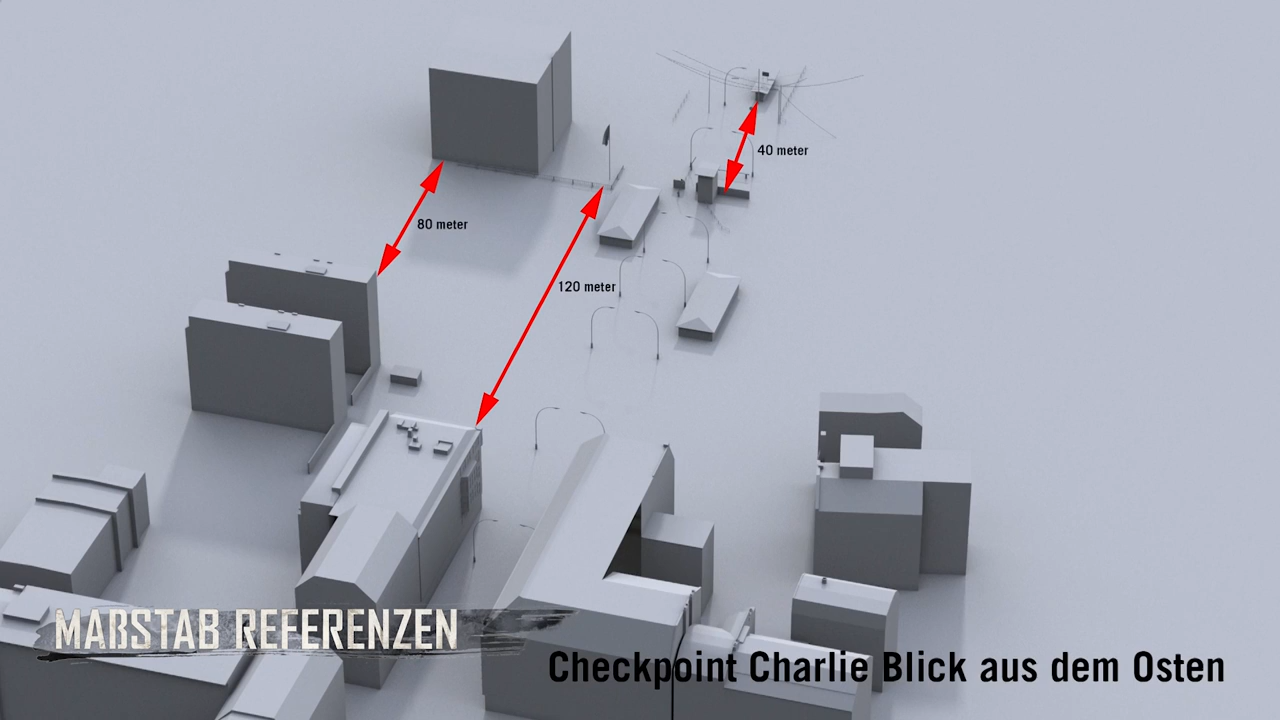 40 meter
80 meter
120 meter
MAßSTAB REFERENZEN
Checkpoint Charlie Blick aus dem Osten